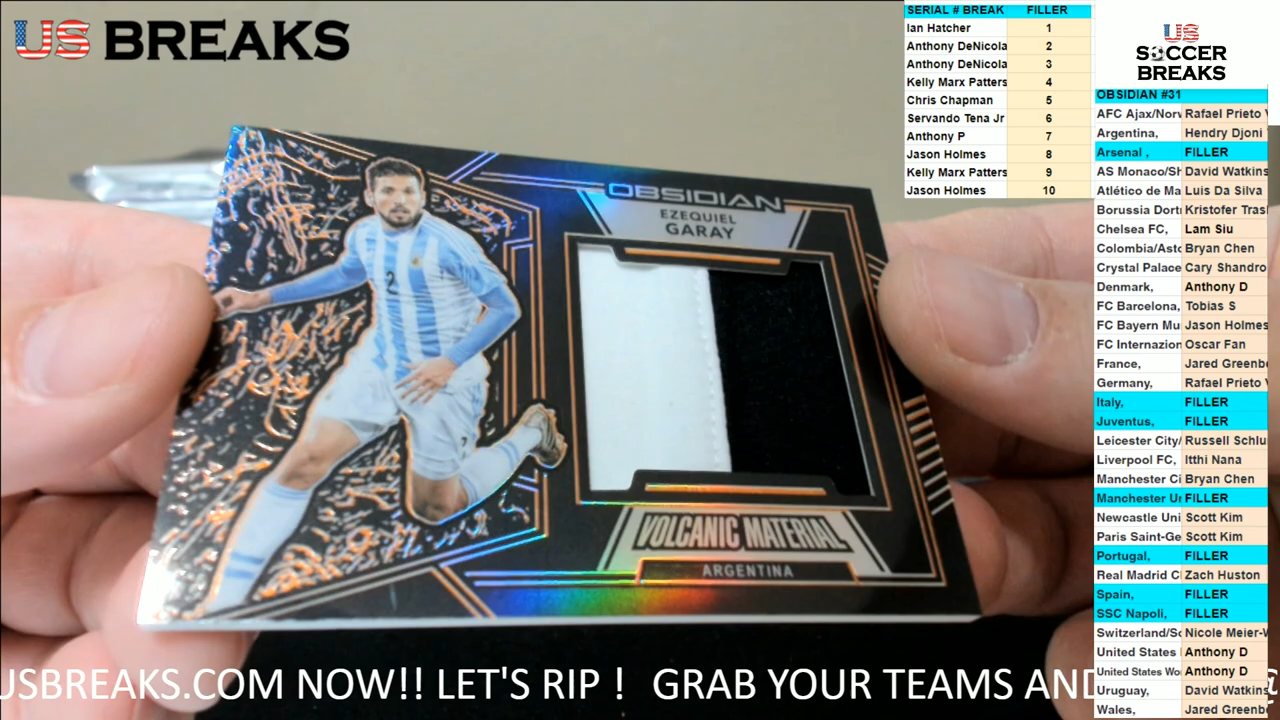 US BREAKS
SERIAL # BREAK FILLER
Ian Hatcher 1
Anthony DeNicola 2
Anthony DeNicola 3
Kelly Marx Patters 4
Chris Chapman 5
Servando Tena Jr 6
Anthony P 7
Jason Holmes 8
Kelly Marx Patters 9
Jason Holmes 10
US
SOCCER
BREAKS
OBSIDIAN #31
AFC Ajax/Norw Rafael Prieto V
Argentina, Hendry Djoni
Arsenal , FILLER
AS Monaco/Sh David Watkins
Atlético de Ma Luis Da Silva
Borussia Dort Kristofer Tras
Chelsea FC, Lam Siu
Colombia/Asto Bryan Chen
Crystal Palace Cary Shandro
Denmark, Anthony D
FC Barcelona, Tobias S
FC Bayern Mu Jason Holmes
FC Internazion Oscar Fan
France, Jared Greenbe
Germany, Rafael Prieto V
Italy, FILLER
Juventus, FILLER
Leicester City/ Russell Schlu
Liverpool FC, Itthi Nana
Manchester Ci Bryan Chen
Manchester Un FILLER
Newcastle Uni Scott Kim
Paris Saint-Ge Scott Kim
Portugal, FILLER
Real Madrid C Zach Huston
Spain, FILLER
SSC Napoli, FILLER
Switzerland/Sc Nicole Meier-W
United States Anthony D
United States Wo Anthony D
Uruguay, David Watkins
Wales, Jared Greenbe
OBSIDIAN
EZEQUIEL
GARAY
2
VOLCANIC MATERIAL
ARGENTINA
USBREAKS.COM NOW!! LET'S RIP ! GRAB YOUR TEAMS AND